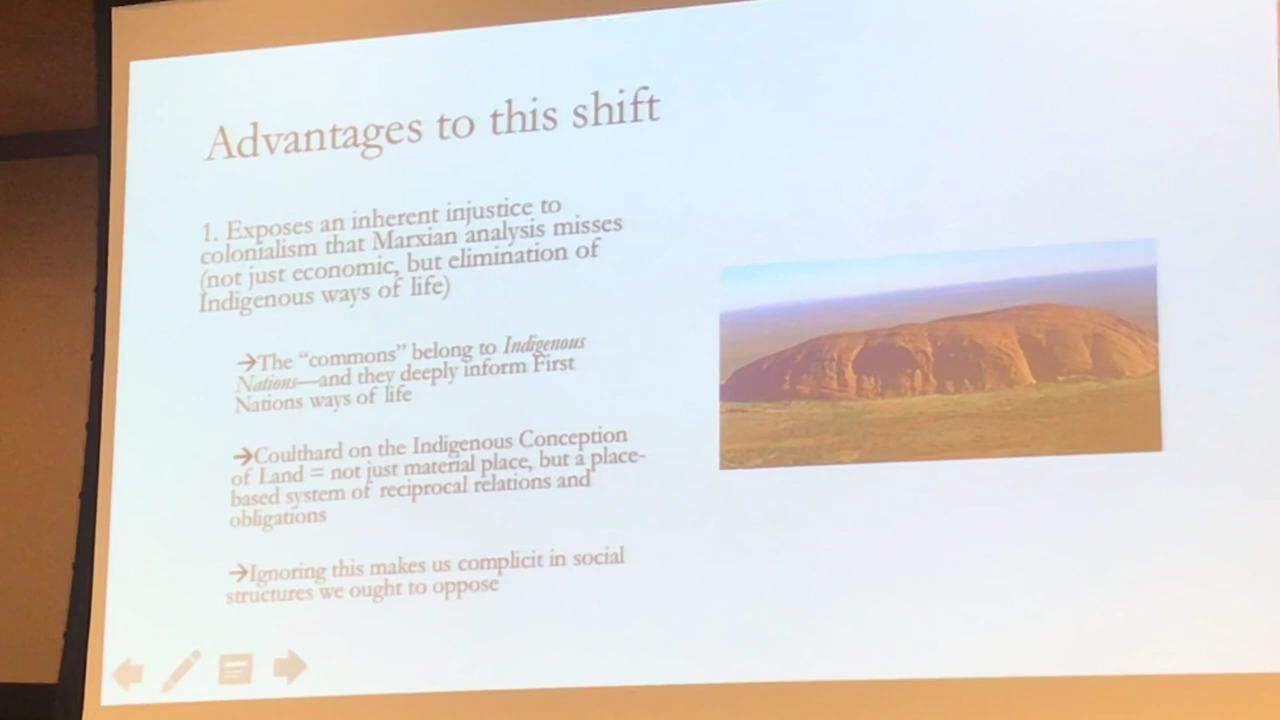 Advantages to this shift
1. Exposes an inherent injustice to
colonialism that Marxian analysis misses
(not just economic, but elimination of
Indigenous ways of life)
→The “commons” belong to Indigenous
Nations—and they deeply inform First
Nations ways of life
→Coulthard on the Indigenous Conception
of Land = not just material place, but a place-
based system of reciprocal relations and
obligations
→Ignoring this makes us complicit in social
structures we ought to oppose